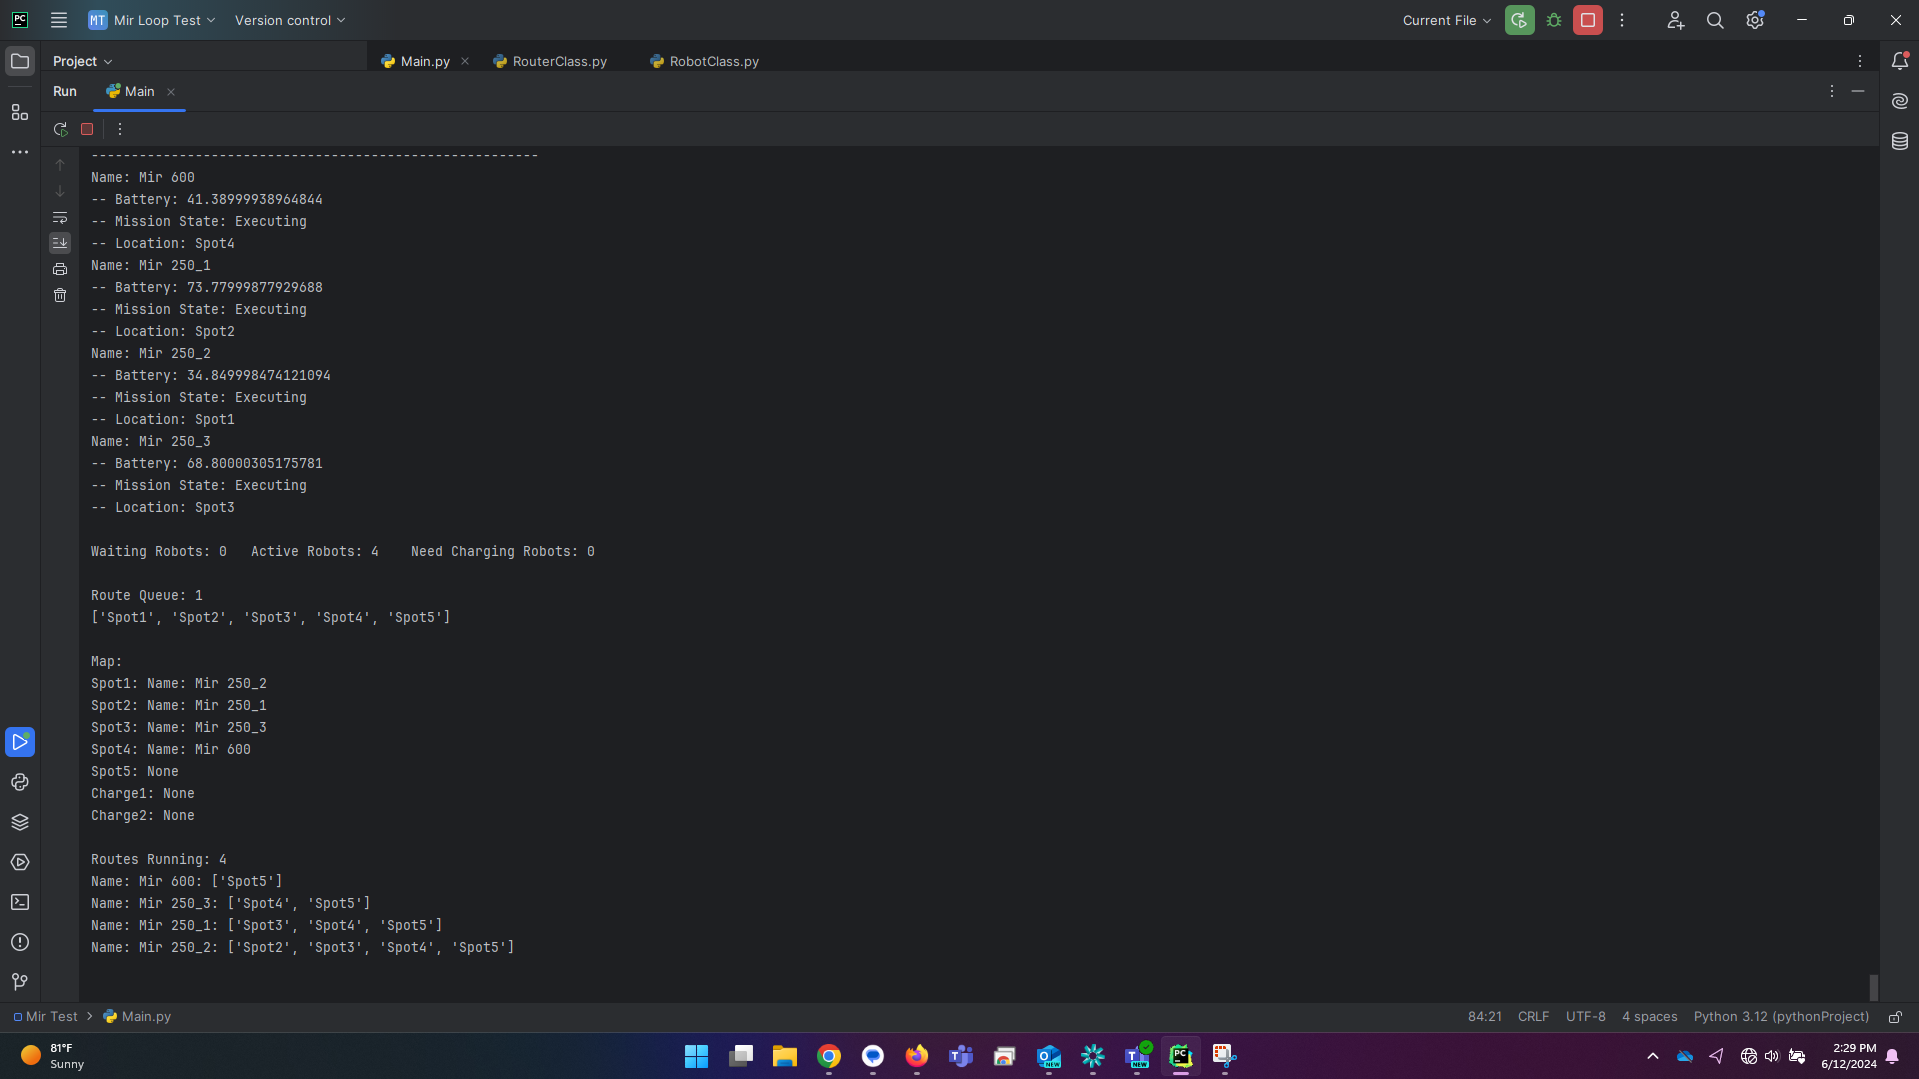 PC
MT Mir Loop Test
Version control
Current File
Project
Main.py
RouterClass.py
RobotClass.py
Run
Main
--------------------------------------------------------
Name: Mir 600
-- Battery: 41.38999938964844
-- Mission State: Executing
-- Location: Spot4
Name: Mir 250_1
-- Battery: 73.77999877929688
-- Mission State: Executing
-- Location: Spot2
Name: Mir 250_2
-- Battery: 34.849998474121094
-- Mission State: Executing
-- Location: Spot1
Name: Mir 250_3
-- Battery: 68.80000305175781
-- Mission State: Executing
-- Location: Spot3
Waiting Robots: 0   Active Robots: 4    Need Charging Robots: 0
Route Queue: 1
['Spot1', 'Spot2', 'Spot3', 'Spot4', 'Spot5']
Map:
Spot1: Name: Mir 250_2
Spot2: Name: Mir 250_1
Spot3: Name: Mir 250_3
Spot4: Name: Mir 600
Spot5: None
Charge1: None
Charge2: None
Routes Running: 4
Name: Mir 600: ['Spot5']
Name: Mir 250_3: ['Spot4', 'Spot5']
Name: Mir 250_1: ['Spot3', 'Spot4', 'Spot5']
Name: Mir 250_2: ['Spot2', 'Spot3', 'Spot4', 'Spot5']
Mir Test > Main.py
84:21 CRLF UTF-8 4 spaces Python 3.12 (pythonProject)
81°F
Sunny
NEW
NEW
PC
2:29 PM
6/12/2024